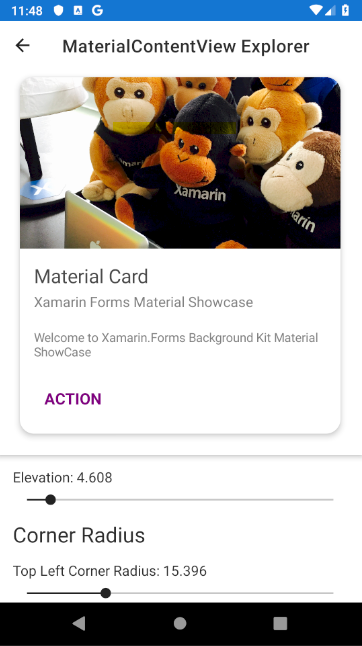 11:48
MaterialContentView Explorer
Xamarin
Material Card
Xamarin Forms Material Showcase
Welcome to Xamarin.Forms Background Kit Material
ShowCase
ACTION
Elevation: 4.608
Corner Radius
Top Left Corner Radius: 15.396